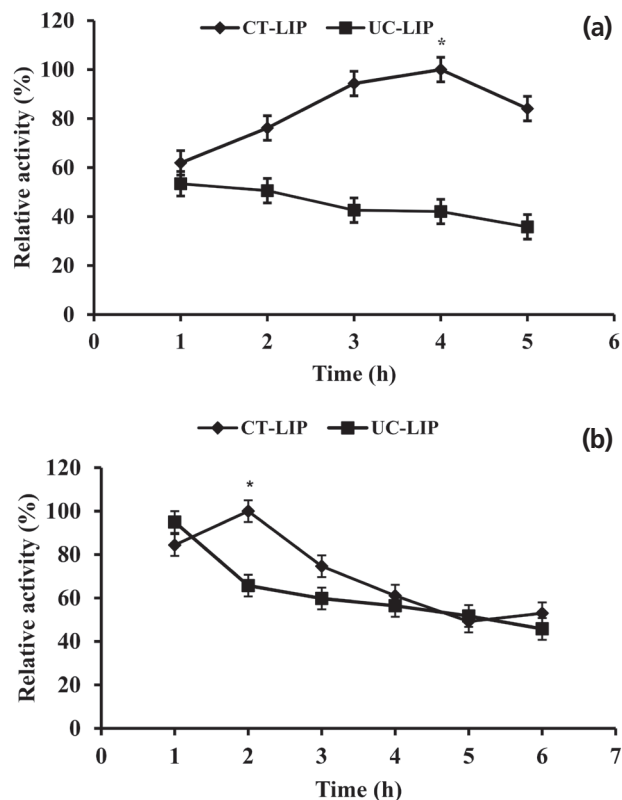 CT-LIP UC-LIP (a)
*
120
100
80
60
40
20
0
Relative activity (%)
0 1 2 3 4 5 6
Time (h)
CT-LIP UC-LIP (b)
*
120
100
80
60
40
20
0
Relative activity (%)
0 1 2 3 4 5 6 7
Time (h)